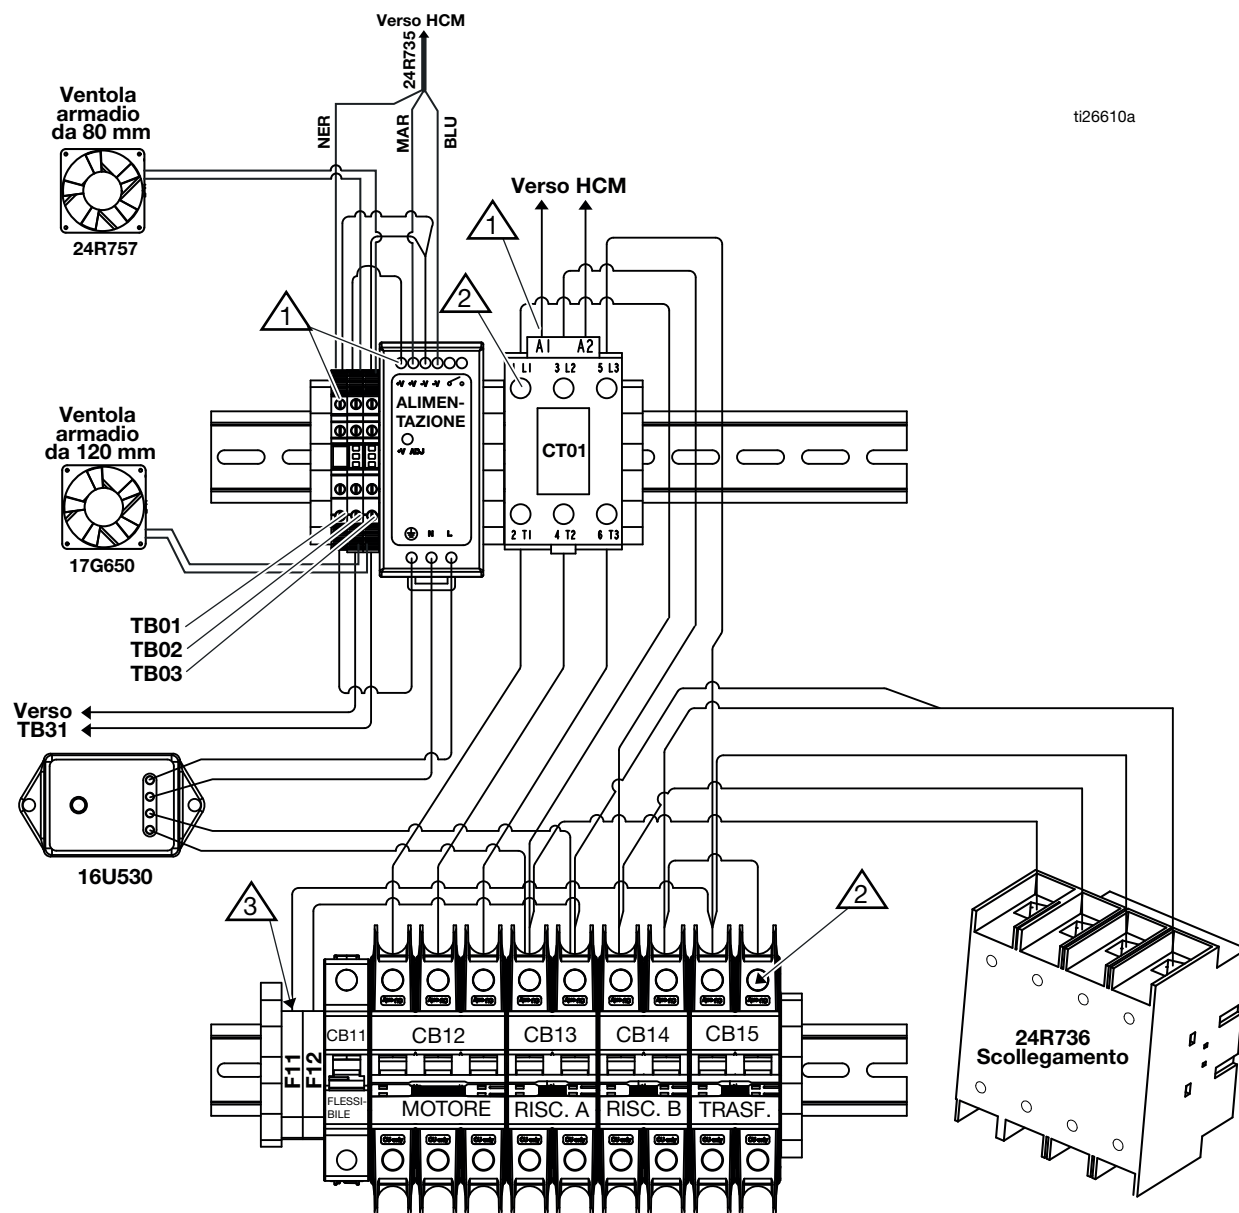 Verso HCM
24R735
Ventola
armadio
da 80 mm
24R757
NER
MAR
BLU
ti26610a
Verso HCM
1
2
1
A1 A2
1 L1 3 L2 5 L3
+V +V -V -V
ALIMEN-
TAZIONE
+V ADJ
CT01
Ventola
armadio
da 120 mm
17G650
N L
2 T1 4 T2 6 T3
TB01
TB02
TB03
Verso
TB31
16U530
3
2
F11
F12
CB11
CB12
CB13
CB14
CB15
FLESSI-
BILE
MOTORE
RISC. A
RISC. B
TRASF.
24R736
Scollegamento